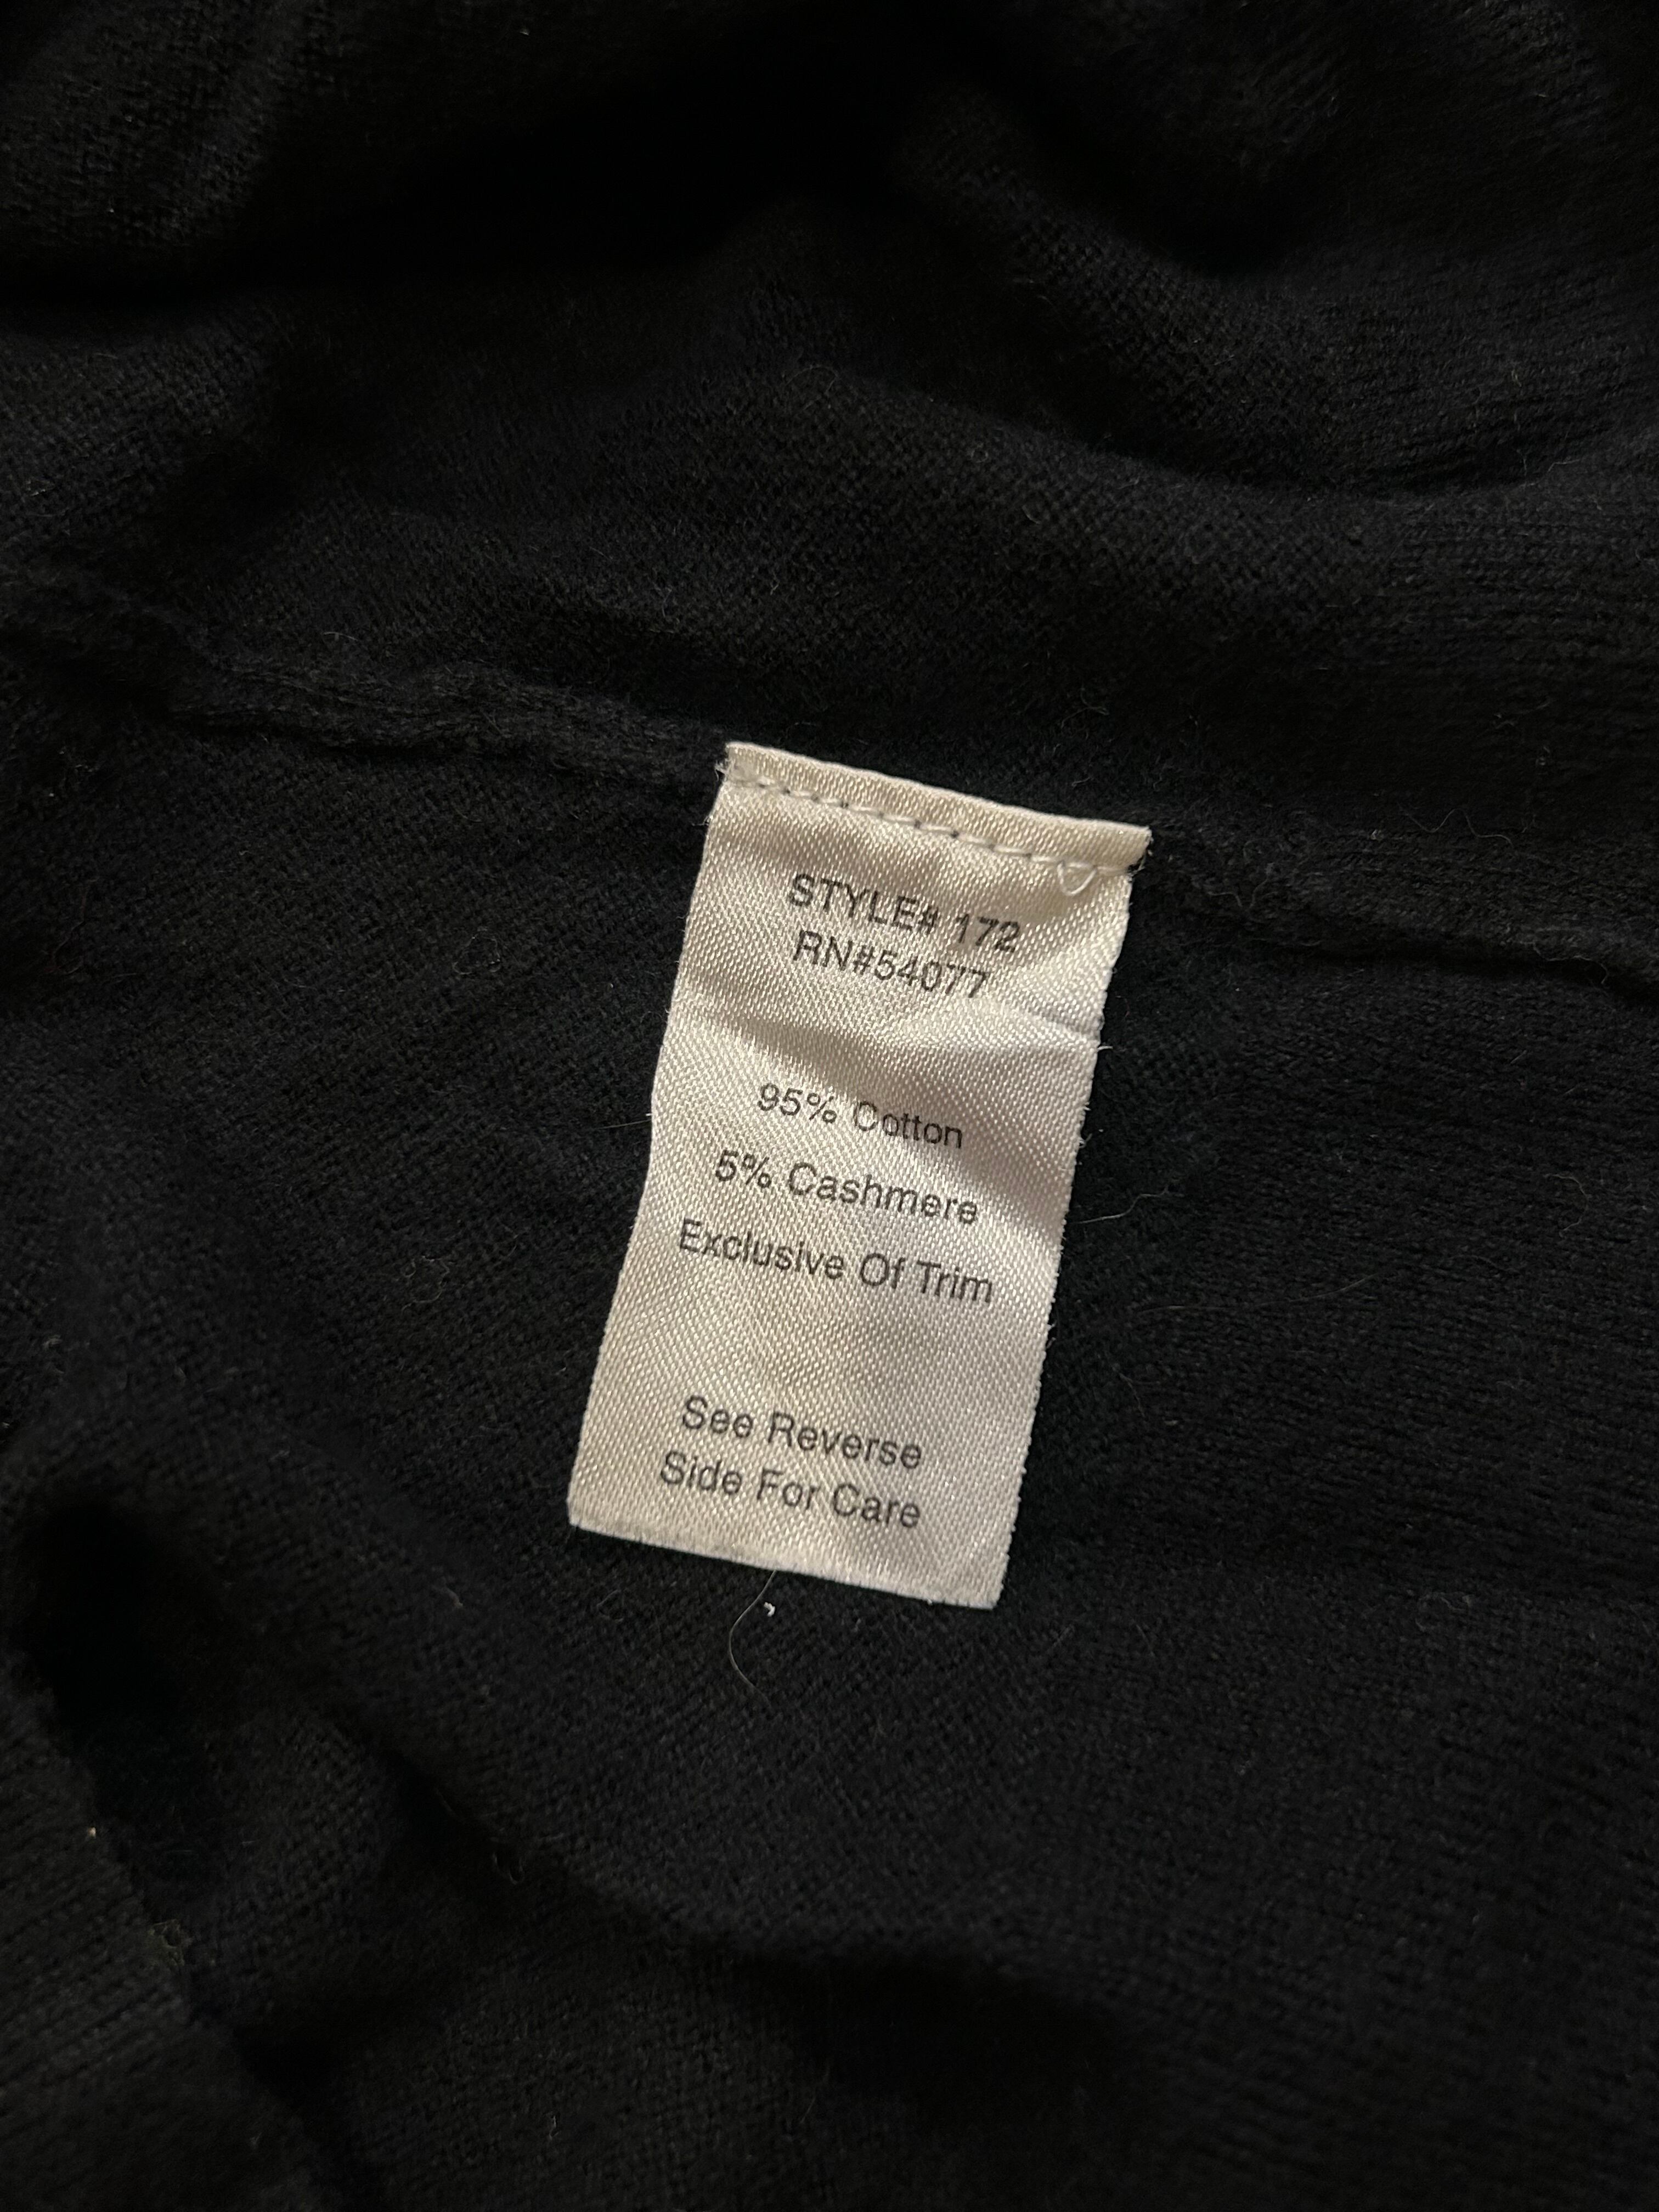 STYLE# 172
RN#54077
95% Cotton
5% Cashmere
Exclusive Of Trim
See Reverse
Side For Care